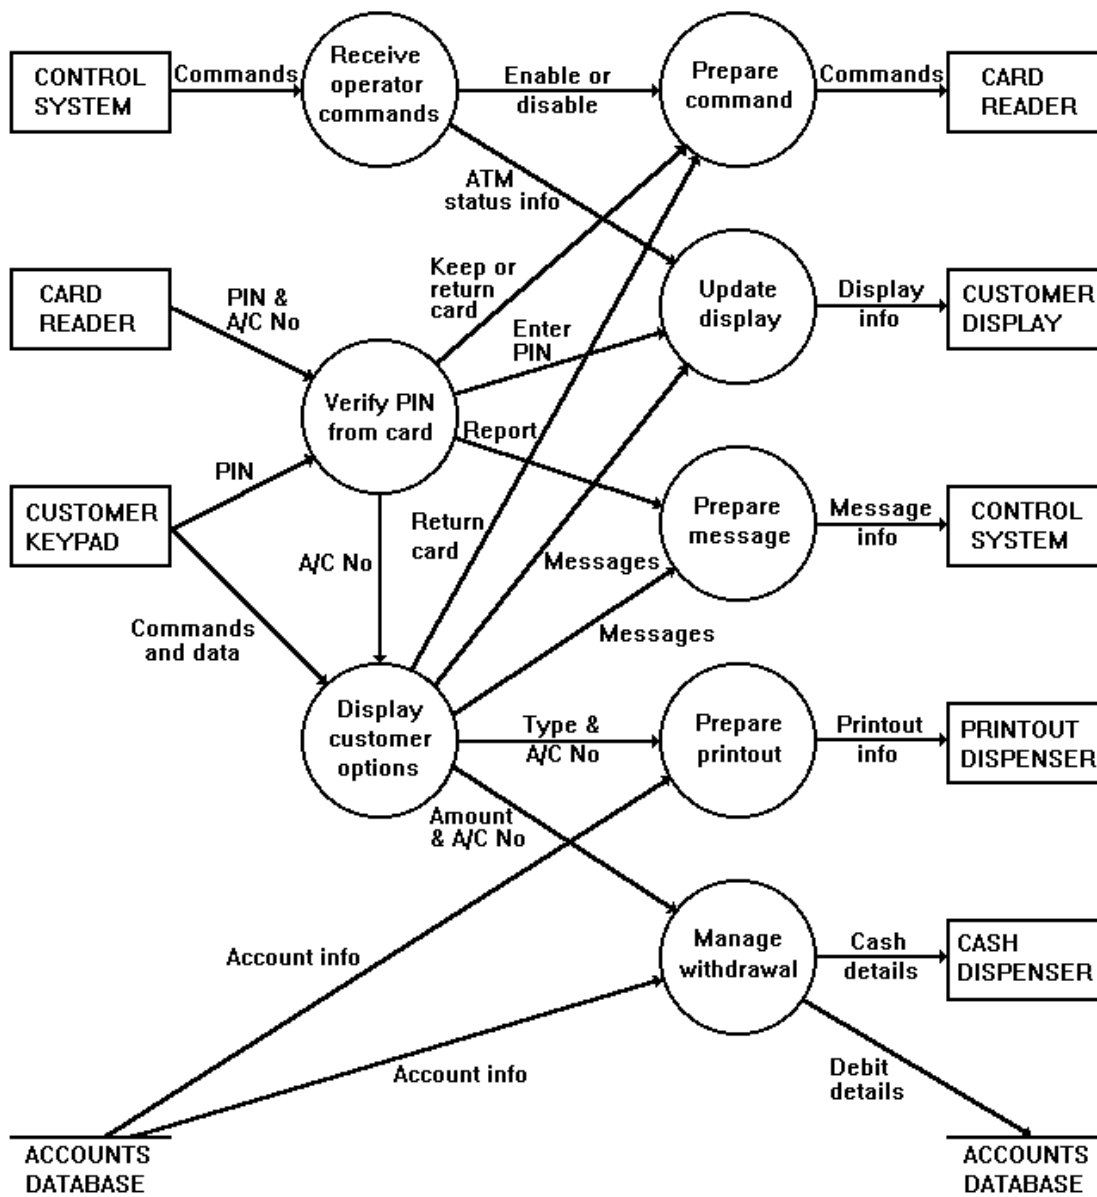 CONTROL
SYSTEM
Commands
Receive
operator
commands
Enable or
disable
Prepare
command
Commands
CARD
READER
ATM
status info
CARD
READER
PIN &
A/C No
Keep or
return
card
Enter
PIN
Update
display
Display
info
CUSTOMER
DISPLAY
Verify PIN
from card
Report
PIN
CUSTOMER
KEYPAD
A/C No
Return
card
Prepare
message
Message
info
CONTROL
SYSTEM
Messages
Messages
Commands
and data
Display
customer
options
Type &
A/C No
Prepare
printout
Printout
info
PRINTOUT
DISPENSER
Amount
& A/C No
Account info
Manage
withdrawal
Cash
details
CASH
DISPENSER
Account info
Debit
details
ACCOUNTS
DATABASE
ACCOUNTS
DATABASE